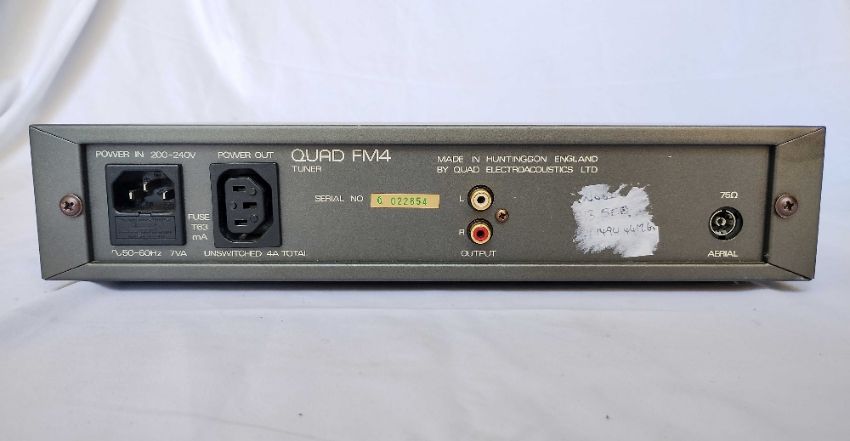 POWER IN 200-240V
POWER OUT
QUAD FM4
TUNER
MADE IN HUNTINGDON ENGLAND
BY QUAD ELECTROACOUSTICS LTD
SERIAL NO 6 022854
L
R
OUTPUT
75Ω
AERIAL
FUSE
T63
mA
∿50-60Hz 7VA
UNSWITCHED 4A TOTAL